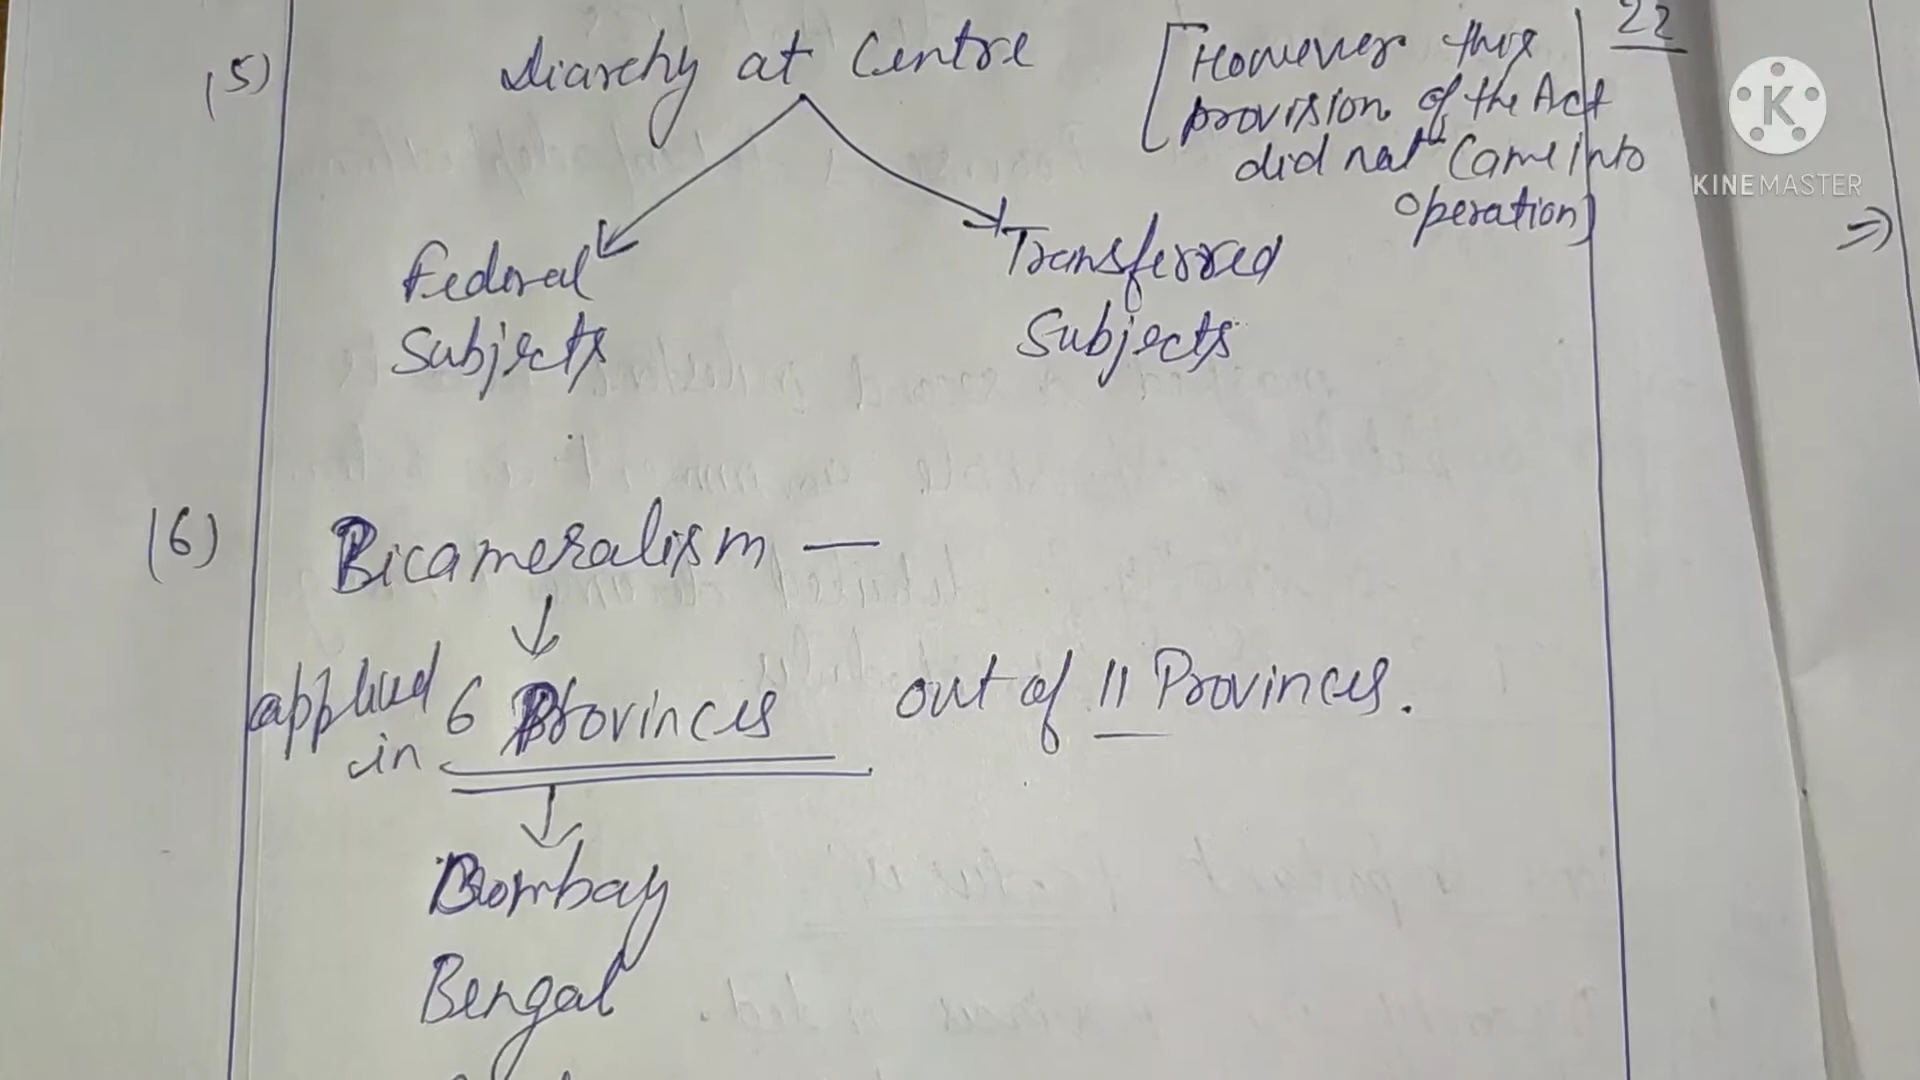 22
(5) Diarchy at Centre
[However this
provision of the Act
did not came into
operation]
Federal
Subjects
Transferred
Subjects
(6) Bicameralism —
applied in 6 Provinces out of 11 Provinces.
Bombay
Bengal
K
KINEMASTER